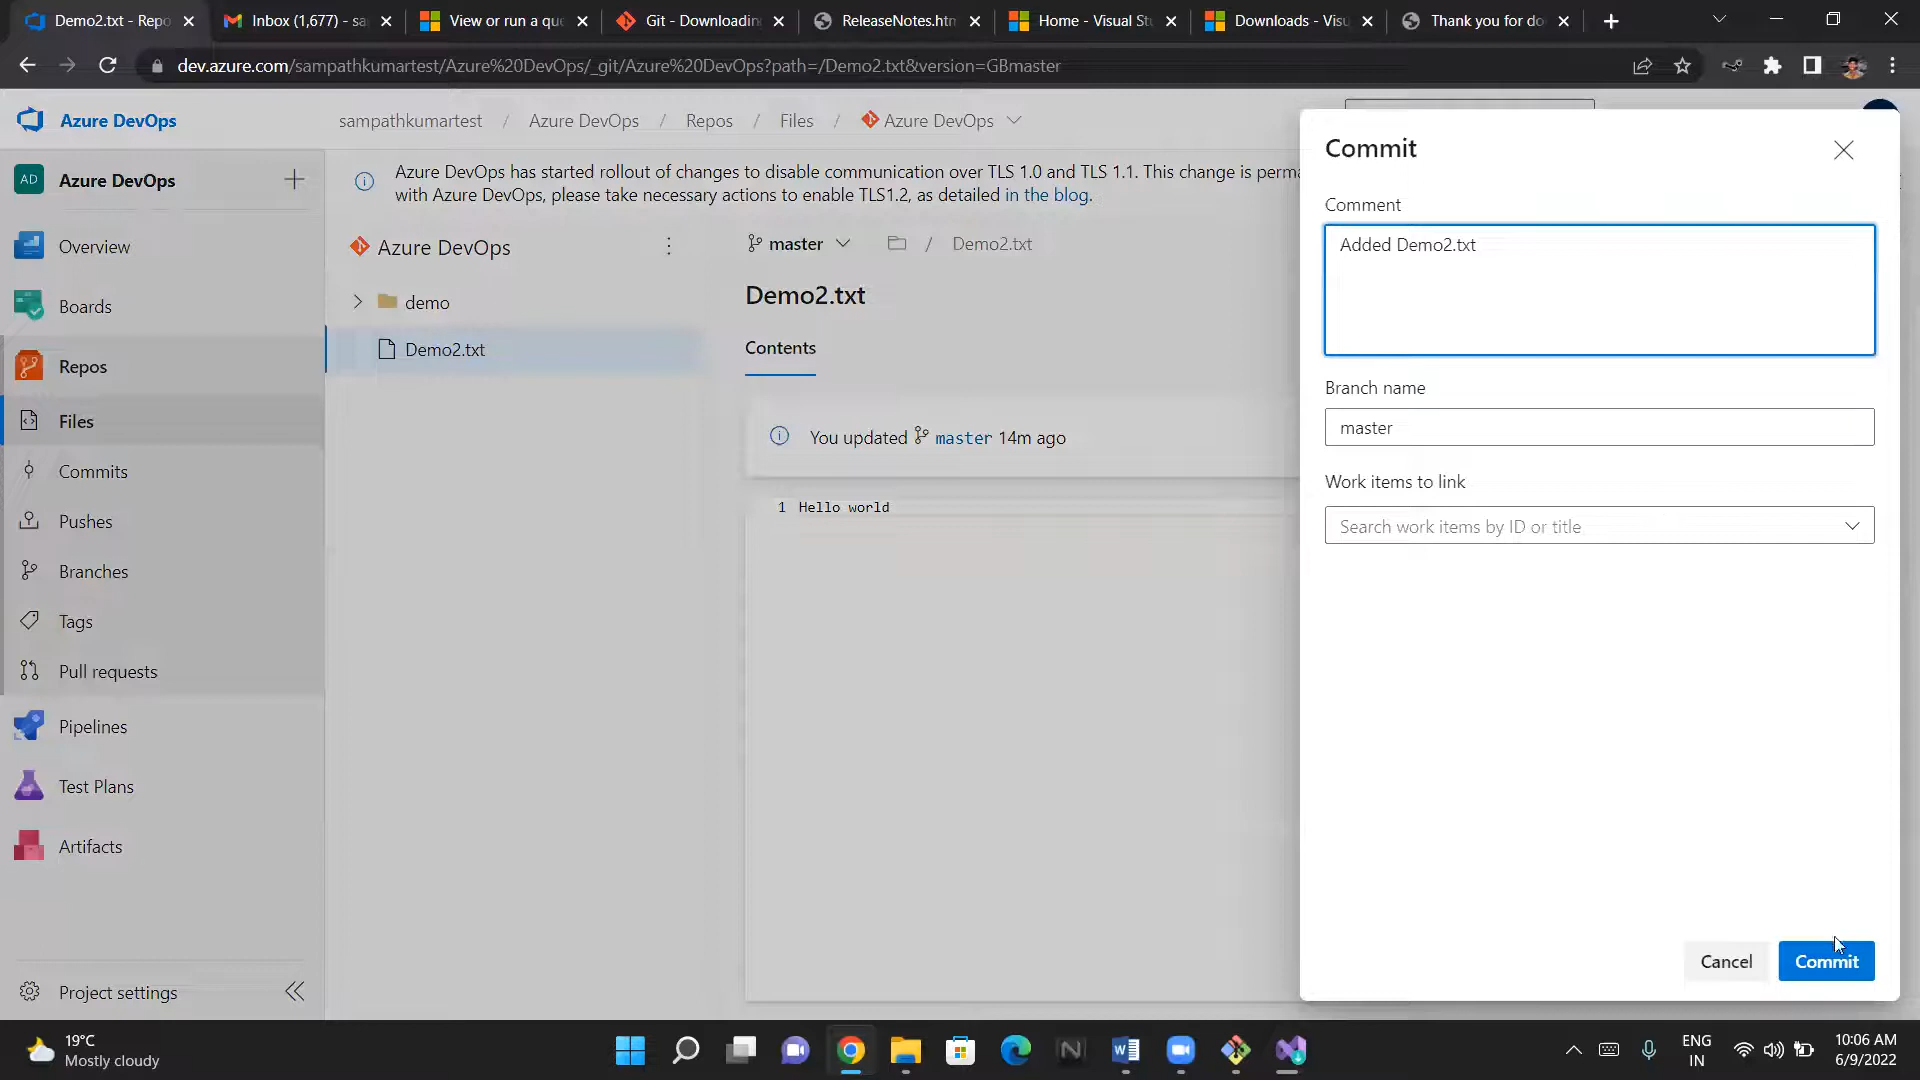 Demo2.txt - Repo
Inbox (1,677) - sa
View or run a que
Git - Downloading
ReleaseNotes.htm
Home - Visual Stu
Downloads - Visu
Thank you for do
dev.azure.com/sampathkumartest/Azure%20DevOps/_git/Azure%20DevOps?path=/Demo2.txt&version=GBmaster
Azure DevOps
sampathkumartest / Azure DevOps / Repos / Files / Azure DevOps
AD Azure DevOps
Overview
Boards
Repos
Files
Commits
Pushes
Branches
Tags
Pull requests
Pipelines
Test Plans
Artifacts
Project settings
Azure DevOps has started rollout of changes to disable communication over TLS 1.0 and TLS 1.1. This change is perma
with Azure DevOps, please take necessary actions to enable TLS1.2, as detailed in the blog.
Azure DevOps
demo
Demo2.txt
master / Demo2.txt
Demo2.txt
Contents
You updated master 14m ago
1 Hello world
Commit
Comment
Added Demo2.txt
Branch name
master
Work items to link
Search work items by ID or title
Cancel
Commit
19°C
Mostly cloudy
ENG
IN
10:06 AM
6/9/2022